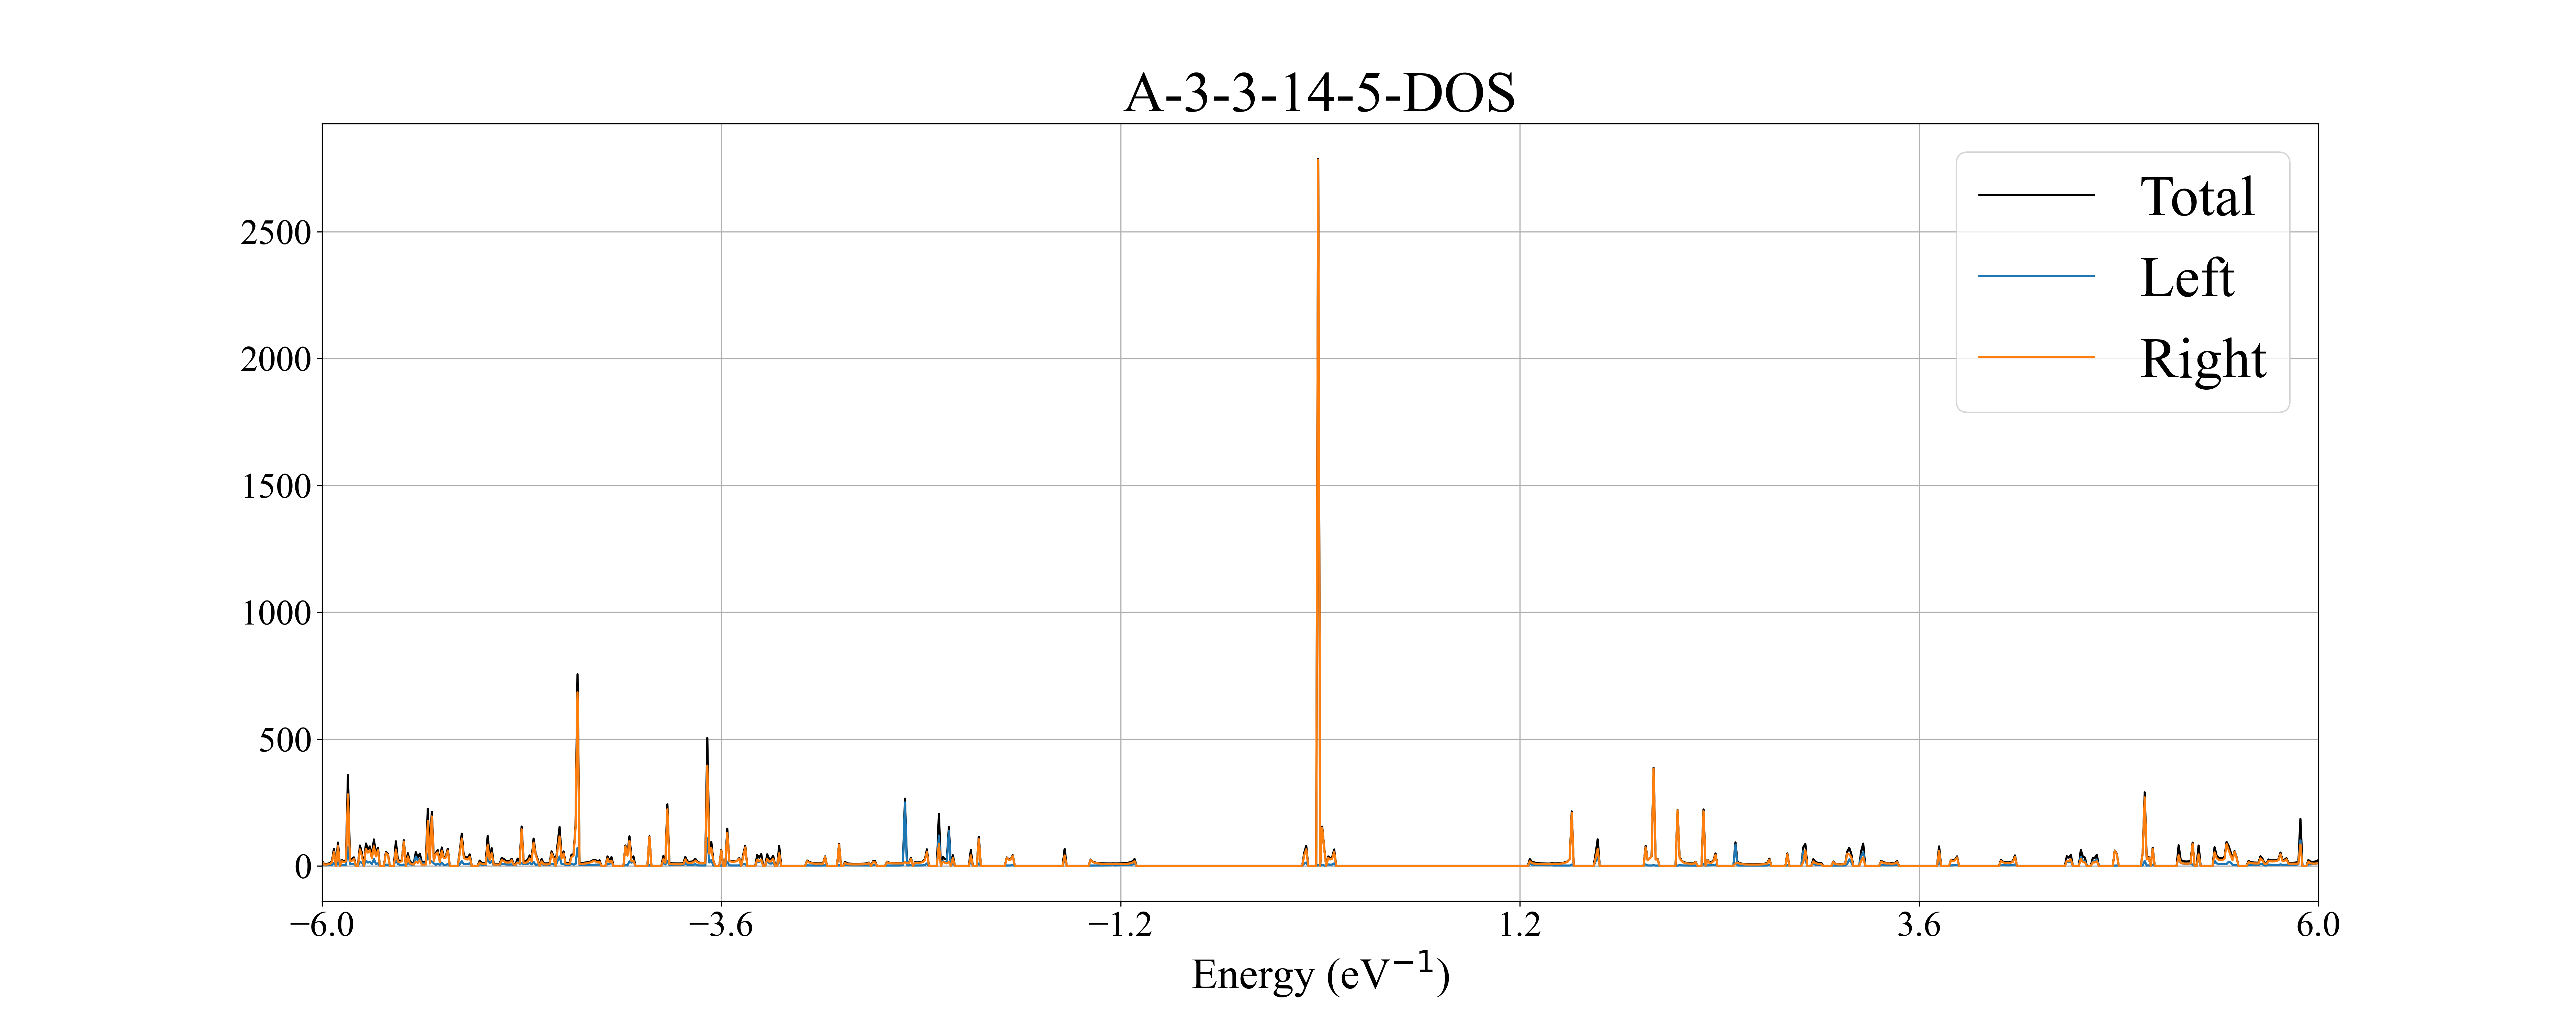 A-3-3-14-5-DOS
Total
Left
Right
2500
2000
1500
1000
500
0
−6.0 −3.6 −1.2 1.2 3.6 6.0
Energy (eV⁻¹)